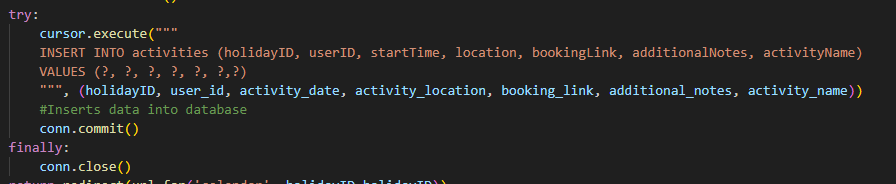 try:
cursor.execute("""
INSERT INTO activities (holidayID, userID, startTime, location, bookingLink, additionalNotes, activityName)
VALUES (?, ?, ?, ?, ?, ?,?)
""", (holidayID, user_id, activity_date, activity_location, booking_link, additional_notes, activity_name))
#Inserts data into database
conn.commit()
finally:
conn.close()
return redirect(url_for('calendar', holidayID=holidayID))